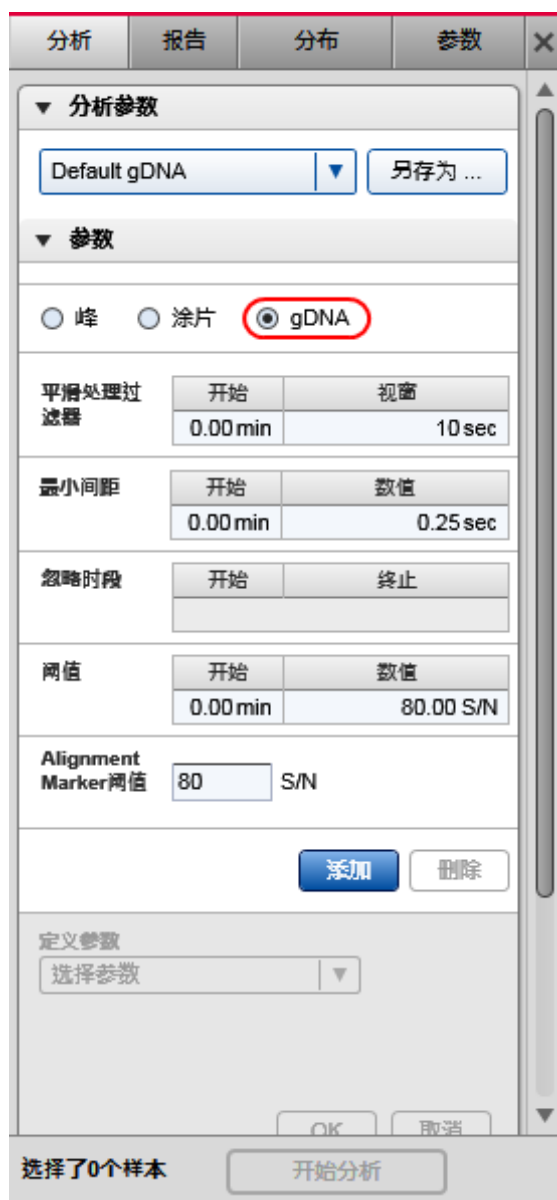 分析 报告 分布 参数
分析参数
Default gDNA 另存为 ...
参数
峰 涂片 gDNA
平滑处理过
滤器
开始 视窗
0.00 min 10 sec
最小间距
开始 数值
0.00 min 0.25 sec
忽略时段
开始 终止
阈值
开始 数值
0.00 min 80.00 S/N
Alignment
Marker阈值 80 S/N
添加 删除
定义参数
选择参数
OK 取消
选择了0个样本 开始分析